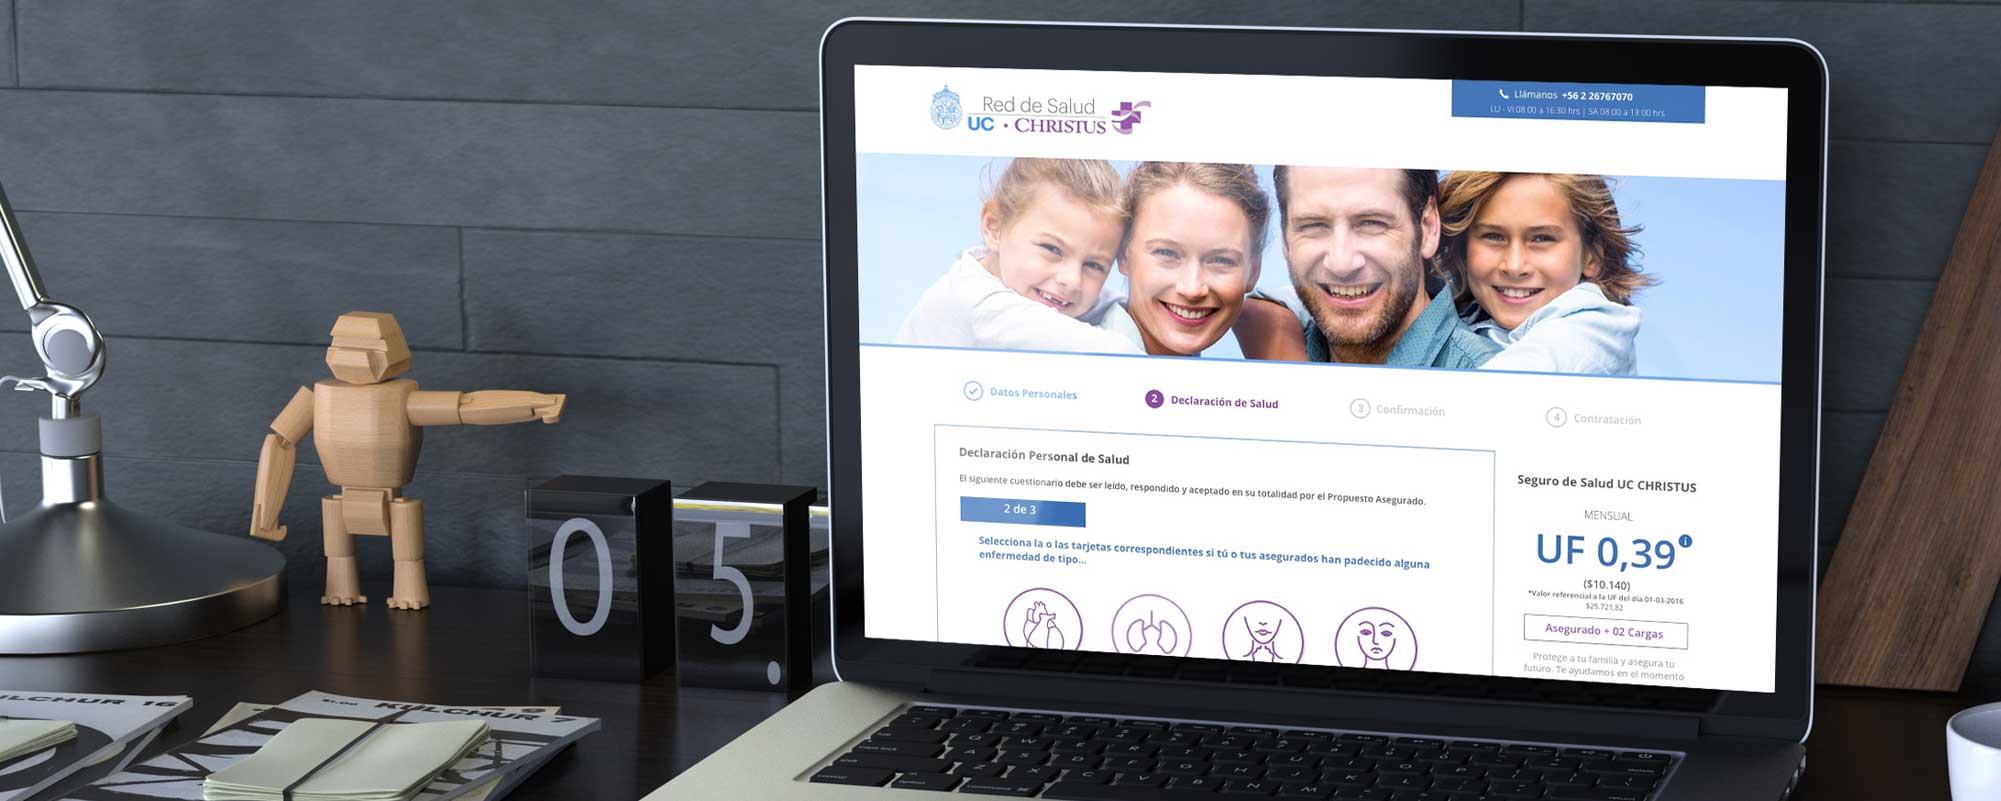 Red de Salud
UC · CHRISTUS
Llámanos +56 2 26767070
LU - VI 08:00 a 16:30 hrs | SA 08:00 a 13:00 hrs
Datos Personales
2 Declaración de Salud
3 Confirmación
4 Contratación
Declaración Personal de Salud
El siguiente cuestionario debe ser leído, respondido y aceptado en su totalidad por el Propuesto Asegurado.
2 de 3
Selecciona la o las tarjetas correspondientes si tú o tus asegurados han padecido alguna
enfermedad de tipo...
Seguro de Salud UC CHRISTUS
MENSUAL
UF 0,39
($10.140)
*Valor referencial a la UF del día 01-03-2016
$25.721,82
Asegurado + 02 Cargas
Protege a tu familia y asegura tu
futuro. Te ayudamos en el momento
05.
KULCHUR 16
KULCHUR 7